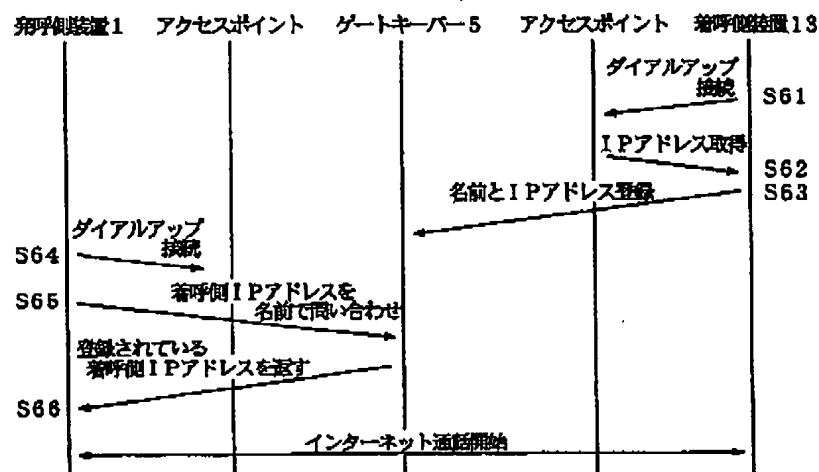 発呼側装置1 アクセスポイント ゲートキーパー5 アクセスポイント 着呼側装置13
ダイアルアップ
接続
S61
IPアドレス取得
S62
名前とIPアドレス登録
S63
ダイアルアップ
接続
S64
着呼側IPアドレスを
名前で問い合わせ
S65
登録されている
着呼側IPアドレスを返す
S66
インターネット通話開始